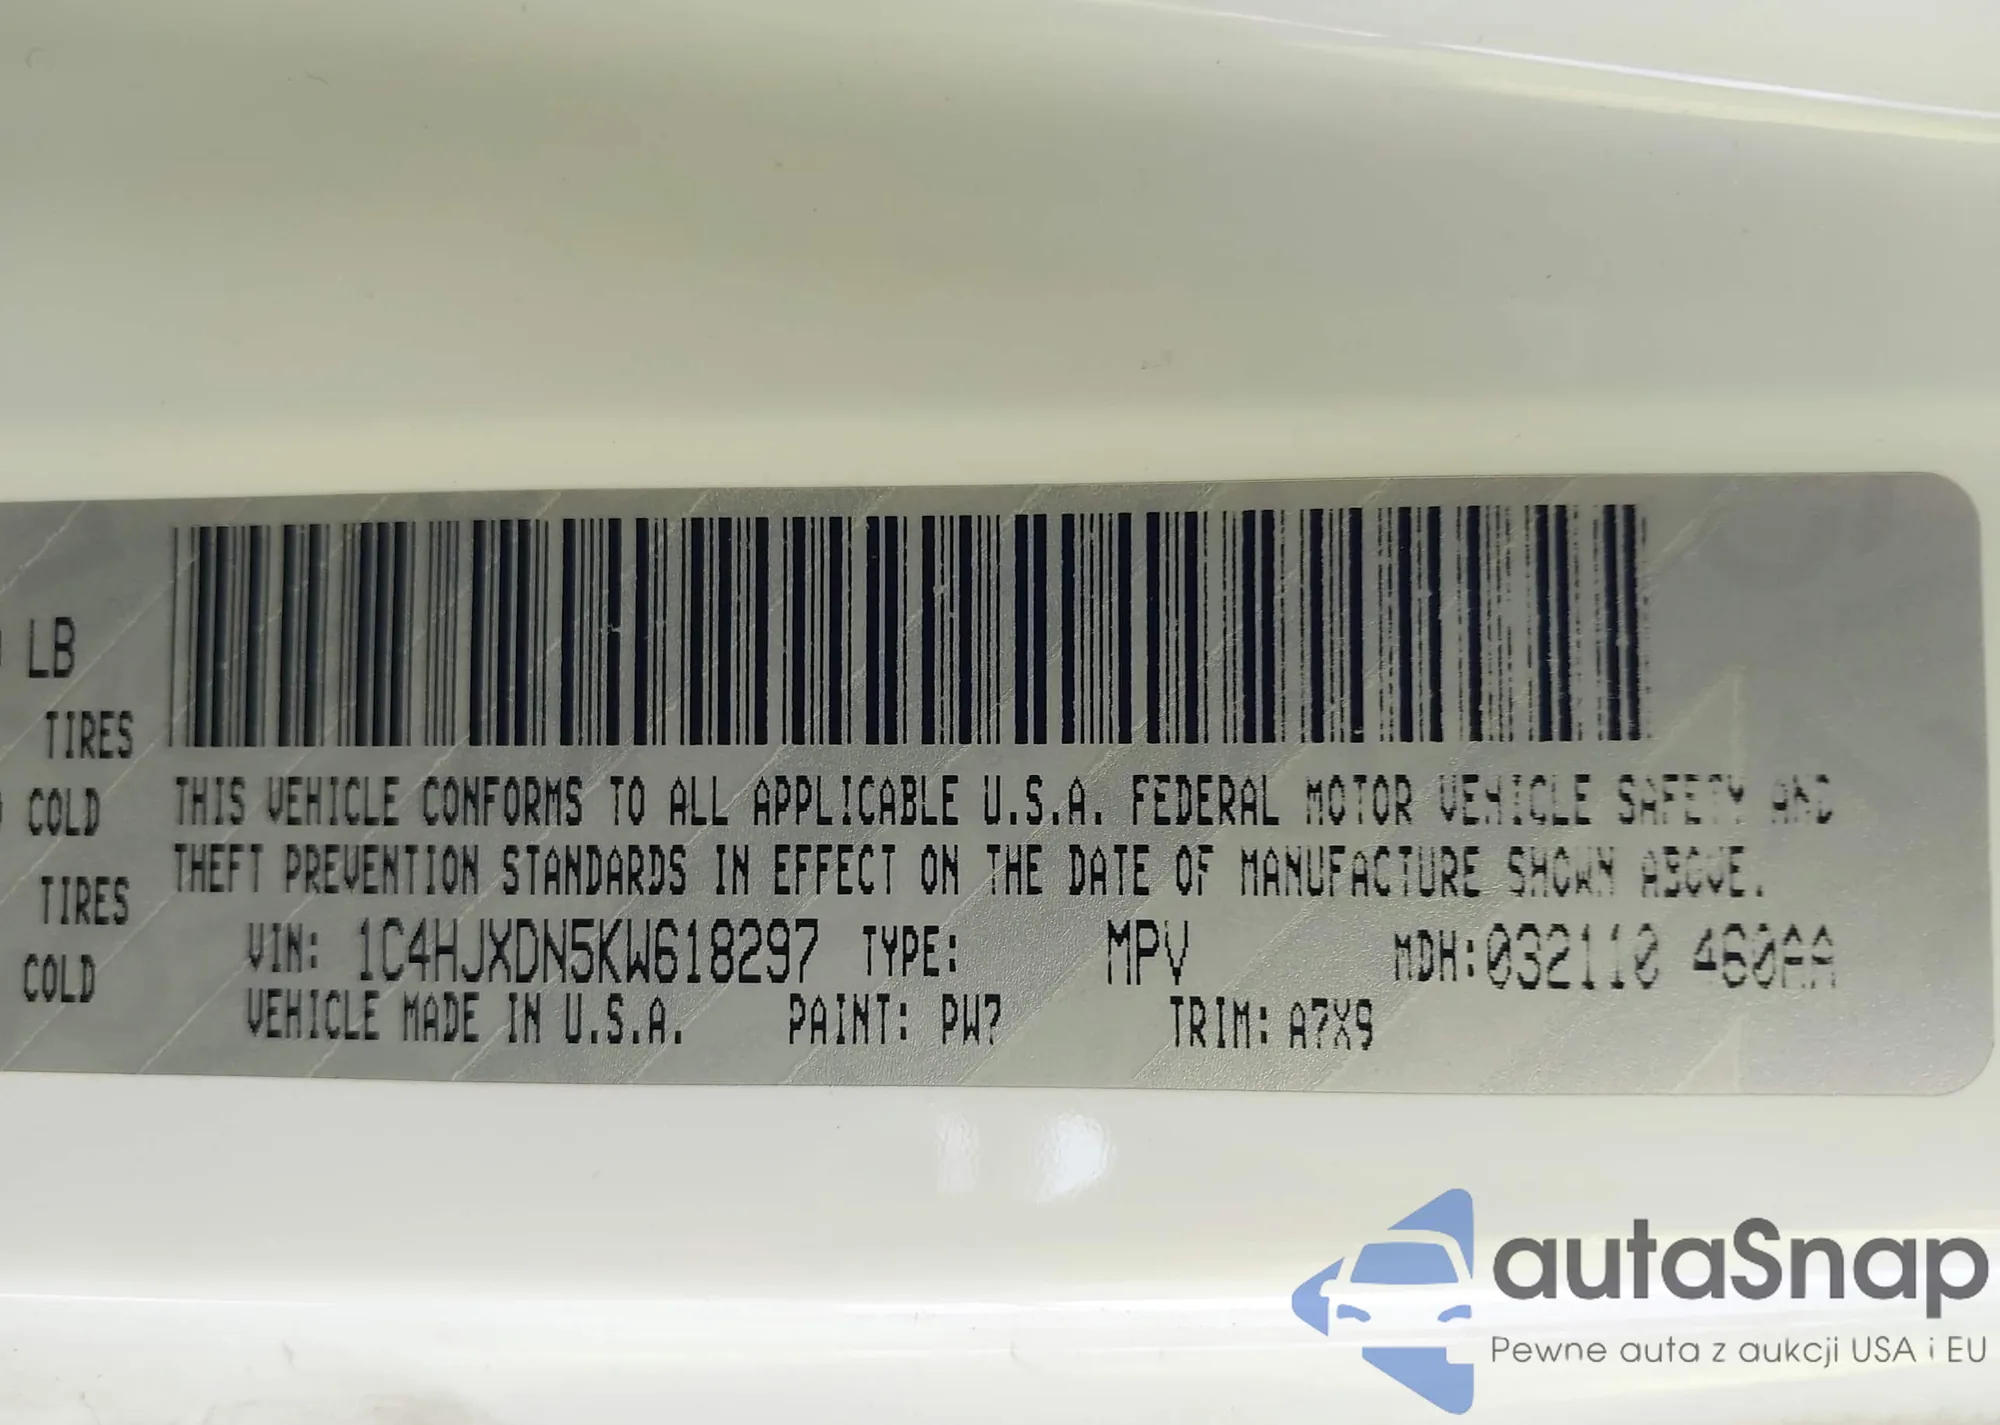 LB
TIRES
COLD
TIRES
COLD
THIS VEHICLE CONFORMS TO ALL APPLICABLE U.S.A. FEDERAL MOTOR VEHICLE SAFETY AND
THEFT PREVENTION STANDARDS IN EFFECT ON THE DATE OF MANUFACTURE SHOWN ABOVE.
VIN: 1C4HJXDN5KW618297 TYPE: MPV MDH:032110 460AA
VEHICLE MADE IN U.S.A. PAINT: PW7 TRIM: A7X9
autaSnap
Pewne auta z aukcji USA i EU